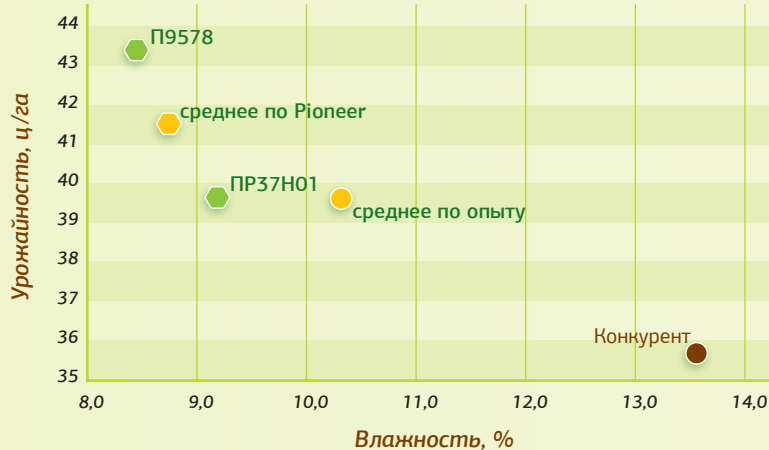 Урожайность, ц/га
44
43
42
41
40
39
38
37
36
35
П9578
среднее по Pioneer
ПР37Н01
среднее по опыту
Конкурент
8,0 9,0 10,0 11,0 12,0 13,0 14,0
Влажность, %